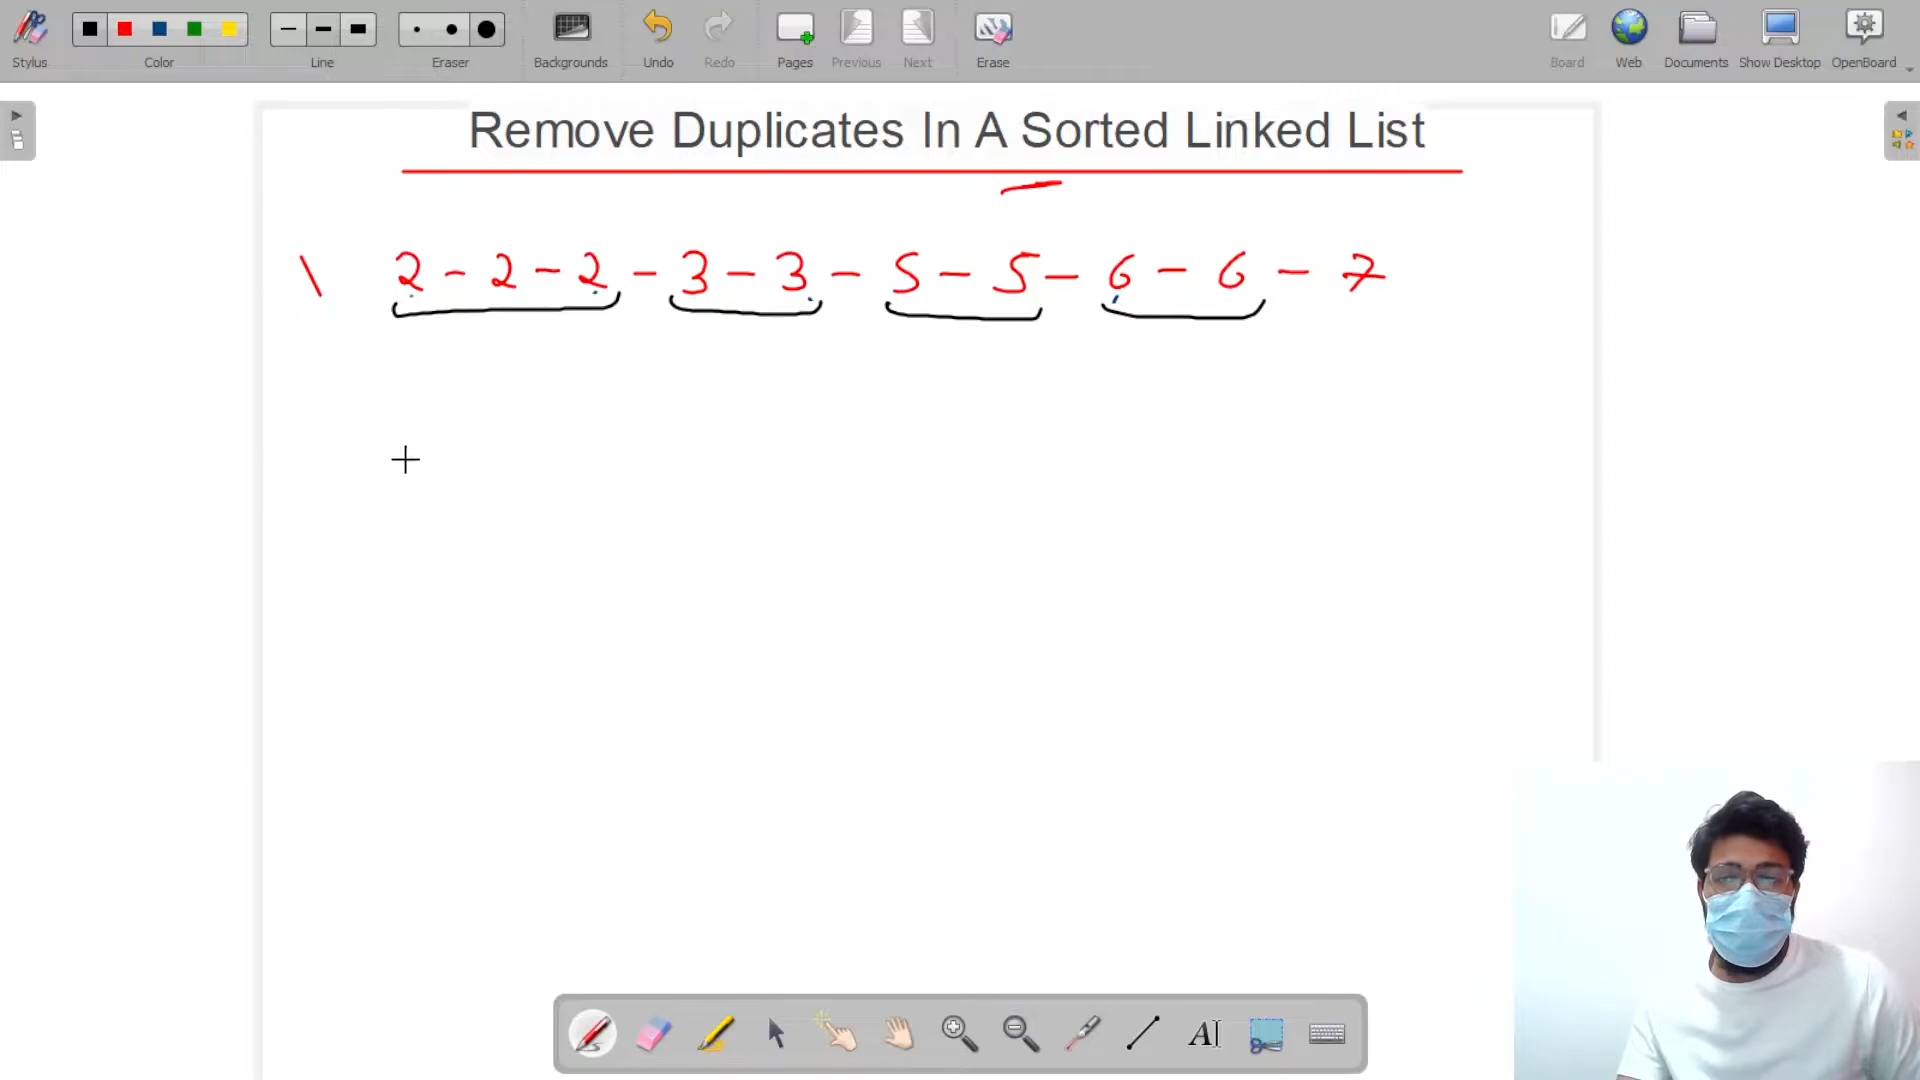 Stylus
Color
Line
Eraser
Backgrounds
Undo
Redo
Pages
Previous
Next
Erase
Board
Web
Documents
Show Desktop
OpenBoard
Remove Duplicates In A Sorted Linked List
\ 2 - 2 - 2 - 3 - 3 - 5 - 5 - 6 - 6 - 7
A